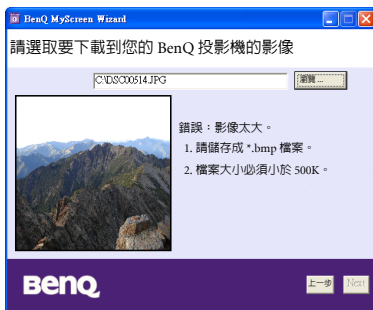 BenQ MyScreen Wizard
請選取要下載到您的 BenQ 投影機的影像
C:\DSC00514.JPG
瀏覽 ...
錯誤：影像太大。
1. 請儲存成 *.bmp 檔案。
2. 檔案大小必須小於 500K。
BenQ
上一步
Next